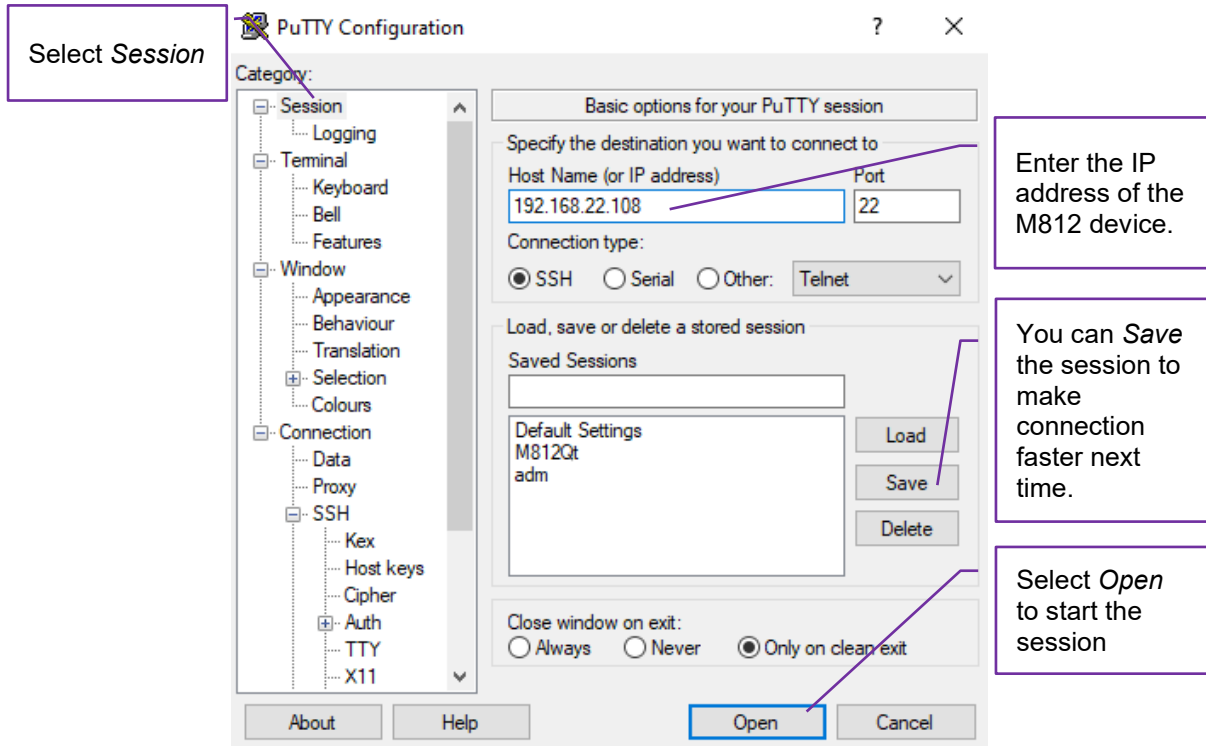 Select Session
PuTTY Configuration
?
Category:
Session
Logging
Terminal
Keyboard
Bell
Features
Window
Appearance
Behaviour
Translation
Selection
Colours
Connection
Data
Proxy
SSH
Kex
Host keys
Cipher
Auth
TTY
X11
Basic options for your PuTTY session
Specify the destination you want to connect to
Host Name (or IP address) Port
192.168.22.108 22
Connection type:
SSH Serial Other: Telnet
Load, save or delete a stored session
Saved Sessions
Default Settings
M812Qt
adm
Load
Save
Delete
Close window on exit:
Always Never Only on clean exit
About Help Open Cancel
Enter the IP
address of the
M812 device.
You can Save
the session to
make
connection
faster next
time.
Select Open
to start the
session